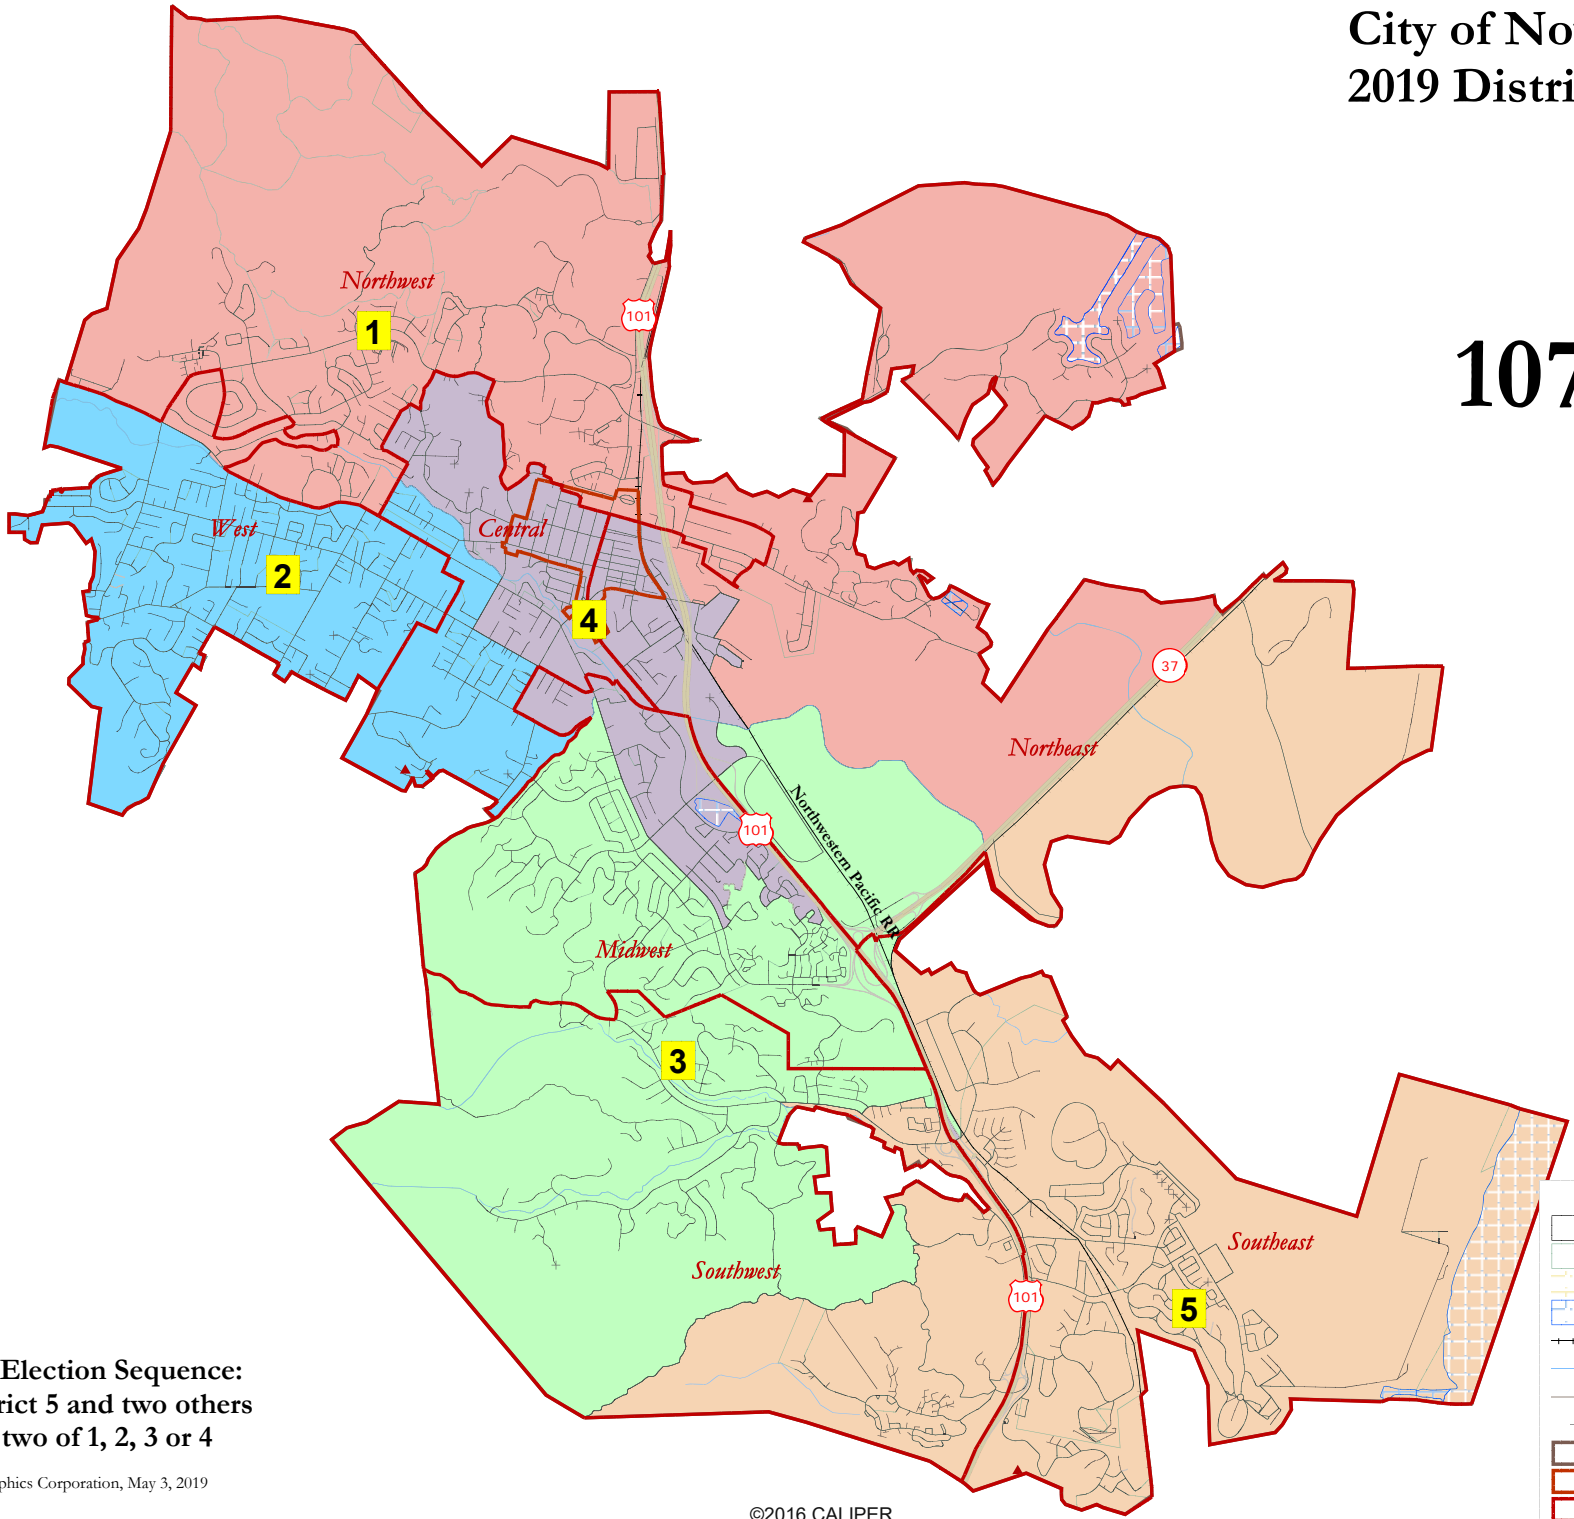 City of No
2019 Distri
107
Northwest
1
101
West
2
Central
4
37
Northeast
Northwestern Pacific RR
101
Midwest
3
Southwest
Southeast
101
5
Election Sequence:
rict 5 and two others
two of 1, 2, 3 or 4
phics Corporation, May 3, 2019
©2016 CALIPER